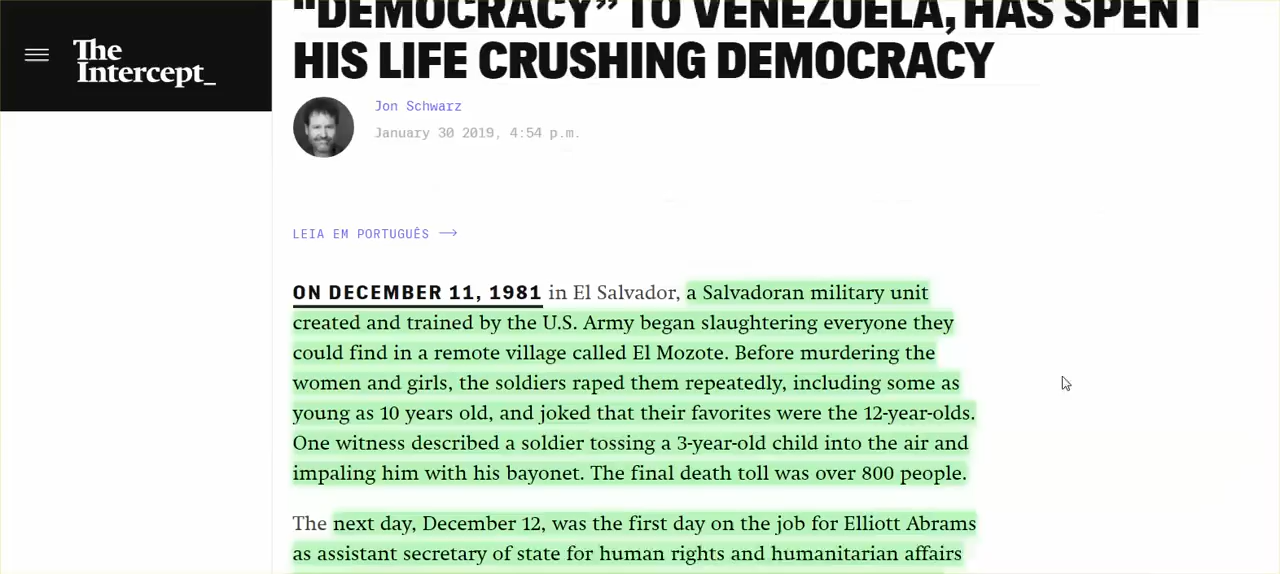 "DEMOCRACY" TO VENEZUELA, HAS SPENT
HIS LIFE CRUSHING DEMOCRACY
The
Intercept_
Jon Schwarz
January 30 2019, 4:54 p.m.
LEIA EM PORTUGUÊS →
ON DECEMBER 11, 1981 in El Salvador, a Salvadoran military unit
created and trained by the U.S. Army began slaughtering everyone they
could find in a remote village called El Mozote. Before murdering the
women and girls, the soldiers raped them repeatedly, including some as
young as 10 years old, and joked that their favorites were the 12-year-olds.
One witness described a soldier tossing a 3-year-old child into the air and
impaling him with his bayonet. The final death toll was over 800 people.
The next day, December 12, was the first day on the job for Elliott Abrams
as assistant secretary of state for human rights and humanitarian affairs